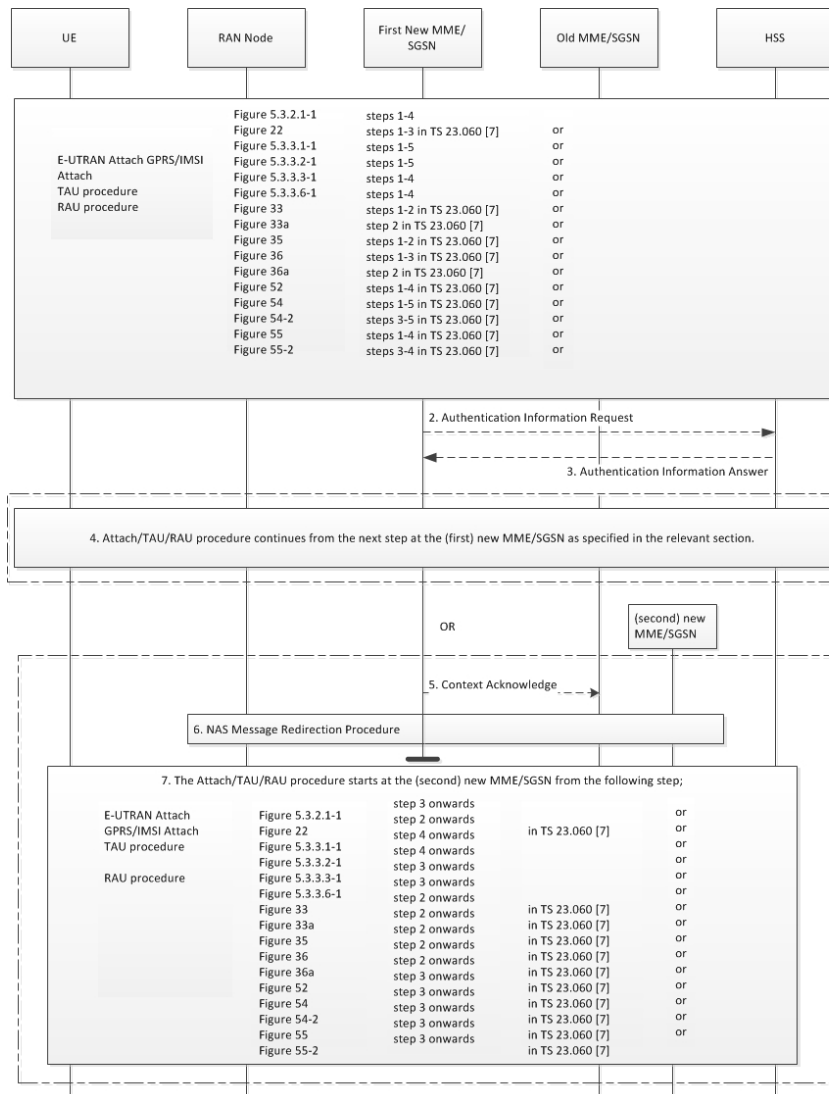 UE
RAN Node
First New MME/
SGSN
Old MME/SGSN
HSS
E-UTRAN Attach GPRS/IMSI
Attach
TAU procedure
RAU procedure
Figure 5.3.2.1-1 steps 1-4
Figure 22 steps 1-3 in TS 23.060 [7] or
Figure 5.3.3.1-1 steps 1-5 or
Figure 5.3.3.2-1 steps 1-5 or
Figure 5.3.3.3-1 steps 1-4 or
Figure 5.3.3.6-1 steps 1-4 or
Figure 33 steps 1-2 in TS 23.060 [7] or
Figure 33a step 2 in TS 23.060 [7] or
Figure 35 steps 1-2 in TS 23.060 [7] or
Figure 36 steps 1-3 in TS 23.060 [7] or
Figure 36a step 2 in TS 23.060 [7] or
Figure 52 steps 1-4 in TS 23.060 [7] or
Figure 54 steps 1-5 in TS 23.060 [7] or
Figure 54-2 steps 3-5 in TS 23.060 [7] or
Figure 55 steps 1-4 in TS 23.060 [7] or
Figure 55-2 steps 3-4 in TS 23.060 [7] or
2. Authentication Information Request
3. Authentication Information Answer
4. Attach/TAU/RAU procedure continues from the next step at the (first) new MME/SGSN as specified in the relevant section.
OR
(second) new
MME/SGSN
5. Context Acknowledge
6. NAS Message Redirection Procedure
7. The Attach/TAU/RAU procedure starts at the (second) new MME/SGSN from the following step;
step 3 onwards
E-UTRAN Attach Figure 5.3.2.1-1 step 2 onwards or
GPRS/IMSI Attach Figure 22 step 4 onwards in TS 23.060 [7] or
TAU procedure Figure 5.3.3.1-1 step 4 onwards or
Figure 5.3.3.2-1 step 3 onwards or
RAU procedure Figure 5.3.3.3-1 step 3 onwards or
Figure 5.3.3.6-1 step 2 onwards or
Figure 33 step 2 onwards in TS 23.060 [7] or
Figure 33a step 2 onwards in TS 23.060 [7] or
Figure 35 step 2 onwards in TS 23.060 [7] or
Figure 36 step 2 onwards in TS 23.060 [7] or
Figure 36a step 3 onwards in TS 23.060 [7] or
Figure 52 step 3 onwards in TS 23.060 [7] or
Figure 54 step 3 onwards in TS 23.060 [7] or
Figure 54-2 step 3 onwards in TS 23.060 [7] or
Figure 55 step 3 onwards in TS 23.060 [7] or
Figure 55-2 in TS 23.060 [7]